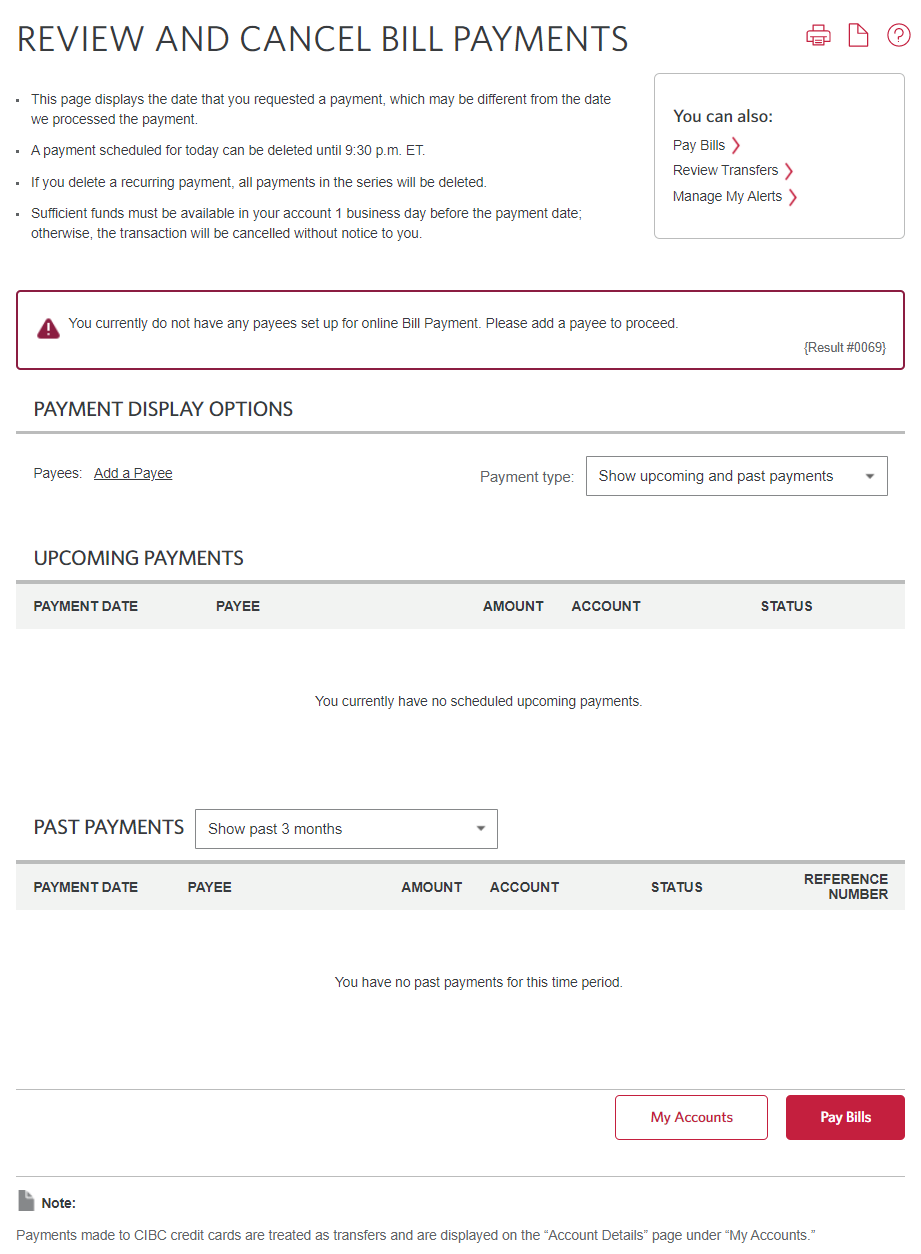 REVIEW AND CANCEL BILL PAYMENTS
This page displays the date that you requested a payment, which may be different from the date
we processed the payment.
A payment scheduled for today can be deleted until 9:30 p.m. ET.
If you delete a recurring payment, all payments in the series will be deleted.
Sufficient funds must be available in your account 1 business day before the payment date;
otherwise, the transaction will be cancelled without notice to you.
You can also:
Pay Bills
Review Transfers
Manage My Alerts
You currently do not have any payees set up for online Bill Payment. Please add a payee to proceed.
{Result #0069}
PAYMENT DISPLAY OPTIONS
Payees: Add a Payee
Payment type: Show upcoming and past payments
UPCOMING PAYMENTS
PAYMENT DATE PAYEE AMOUNT ACCOUNT STATUS
You currently have no scheduled upcoming payments.
PAST PAYMENTS Show past 3 months
PAYMENT DATE PAYEE AMOUNT ACCOUNT STATUS REFERENCE
NUMBER
You have no past payments for this time period.
My Accounts Pay Bills
Note:
Payments made to CIBC credit cards are treated as transfers and are displayed on the “Account Details” page under “My Accounts.”